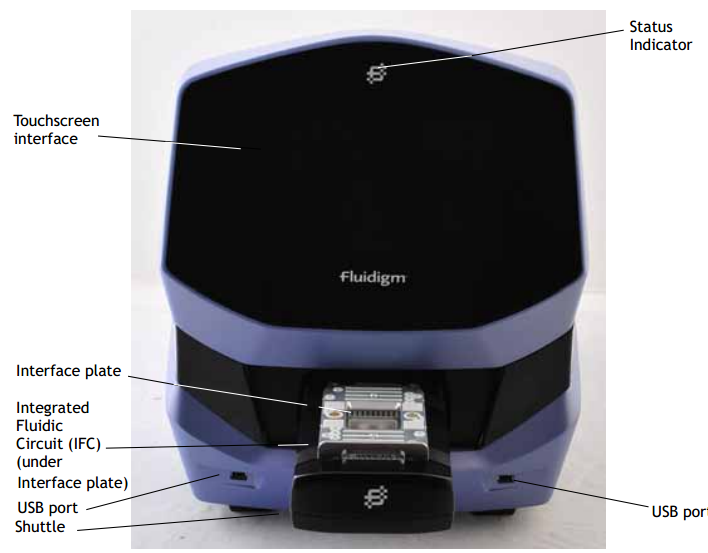 Status
Indicator
Touchscreen
interface
Fluidigm
Interface plate
Integrated
Fluidic
Circuit (IFC)
(under
Interface plate)
USB port
Shuttle
USB port